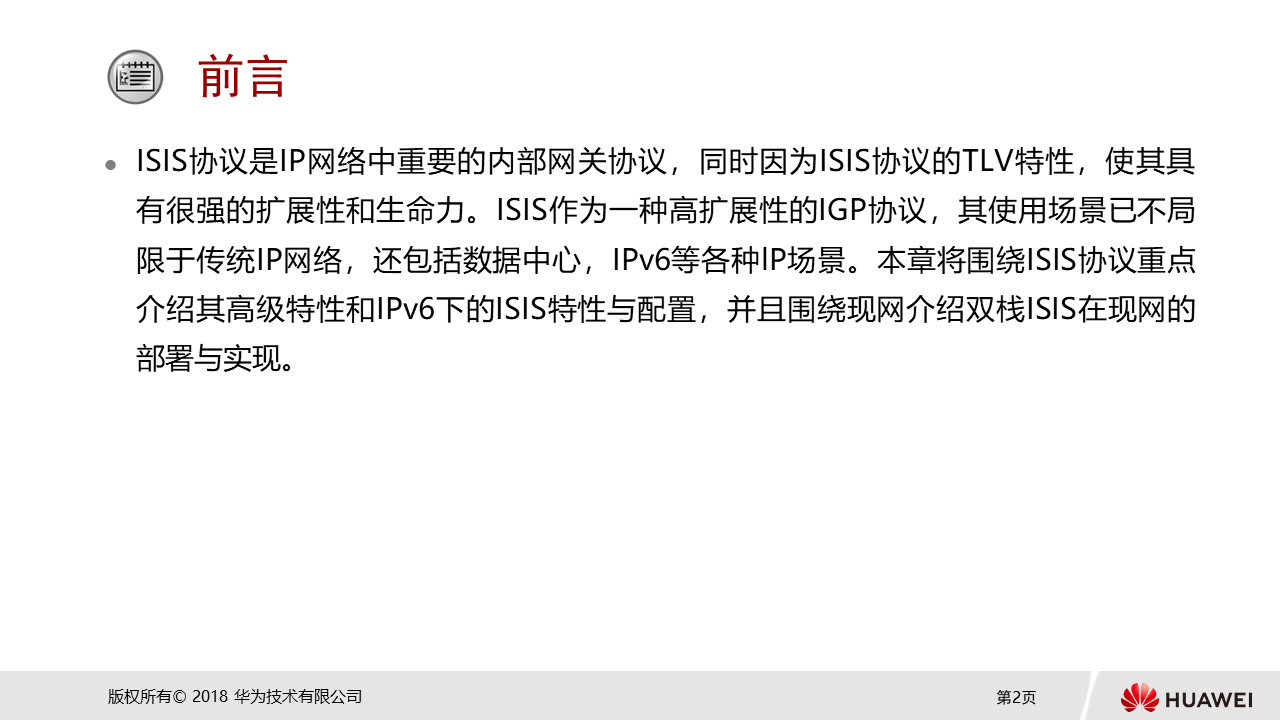 前言
ISIS协议是IP网络中重要的内部网关协议，同时因为ISIS协议的TLV特性，使其具
有很强的扩展性和生命力。ISIS作为一种高扩展性的IGP协议，其使用场景已不局
限于传统IP网络，还包括数据中心，IPv6等各种IP场景。本章将围绕ISIS协议重点
介绍其高级特性和IPv6下的ISIS特性与配置，并且围绕现网介绍双栈ISIS在现网的
部署与实现。
版权所有© 2018 华为技术有限公司
第2页
HUAWEI